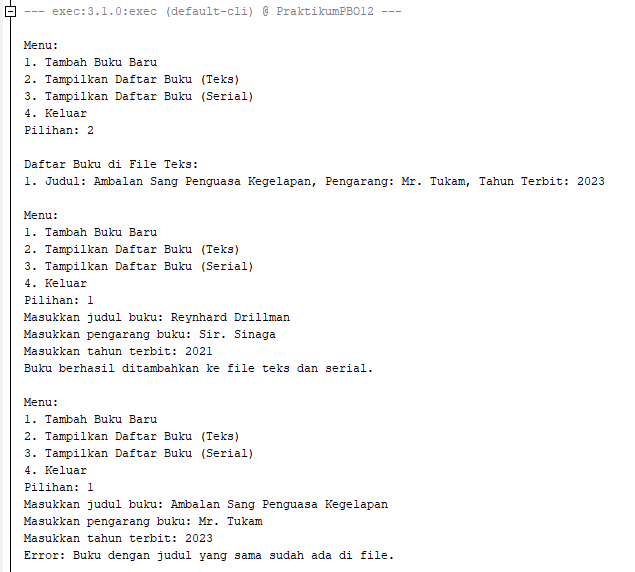 --- exec:3.1.0:exec (default-cli) @ PraktikumPBO12 ---
Menu:
1. Tambah Buku Baru
2. Tampilkan Daftar Buku (Teks)
3. Tampilkan Daftar Buku (Serial)
4. Keluar
Pilihan: 2
Daftar Buku di File Teks:
1. Judul: Ambalan Sang Penguasa Kegelapan, Pengarang: Mr. Tukam, Tahun Terbit: 2023
Menu:
1. Tambah Buku Baru
2. Tampilkan Daftar Buku (Teks)
3. Tampilkan Daftar Buku (Serial)
4. Keluar
Pilihan: 1
Masukkan judul buku: Reynhard Drillman
Masukkan pengarang buku: Sir. Sinaga
Masukkan tahun terbit: 2021
Buku berhasil ditambahkan ke file teks dan serial.
Menu:
1. Tambah Buku Baru
2. Tampilkan Daftar Buku (Teks)
3. Tampilkan Daftar Buku (Serial)
4. Keluar
Pilihan: 1
Masukkan judul buku: Ambalan Sang Penguasa Kegelapan
Masukkan pengarang buku: Mr. Tukam
Masukkan tahun terbit: 2023
Error: Buku dengan judul yang sama sudah ada di file.